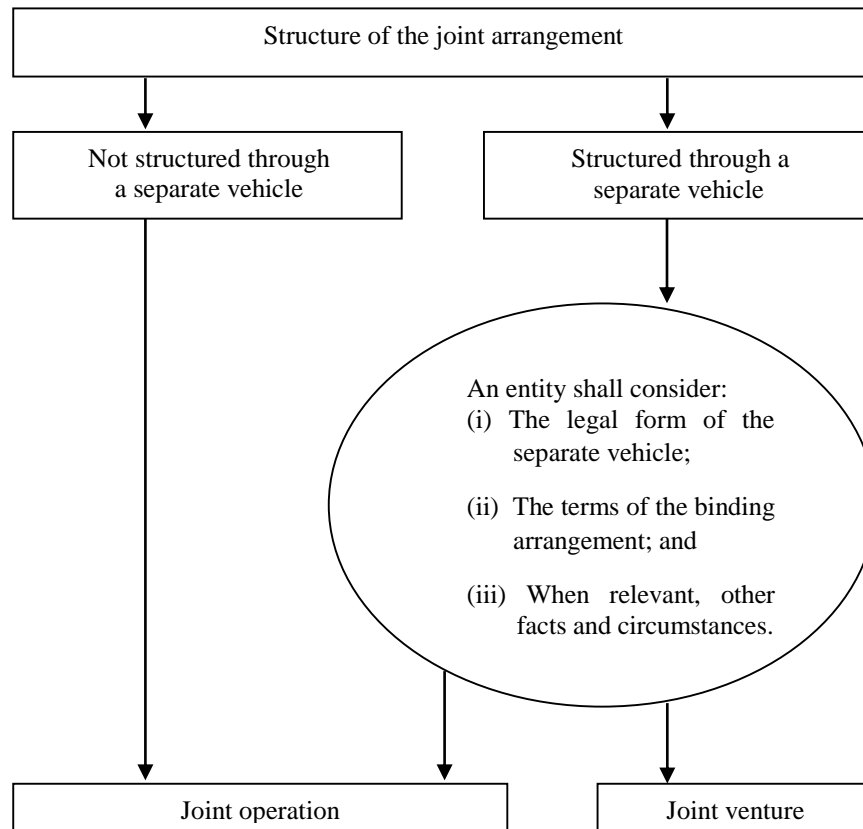 Structure of the joint arrangement
Not structured through
a separate vehicle
Structured through a
separate vehicle
An entity shall consider:
(i) The legal form of the
separate vehicle;
(ii) The terms of the binding
arrangement; and
(iii) When relevant, other
facts and circumstances.
Joint operation
Joint venture